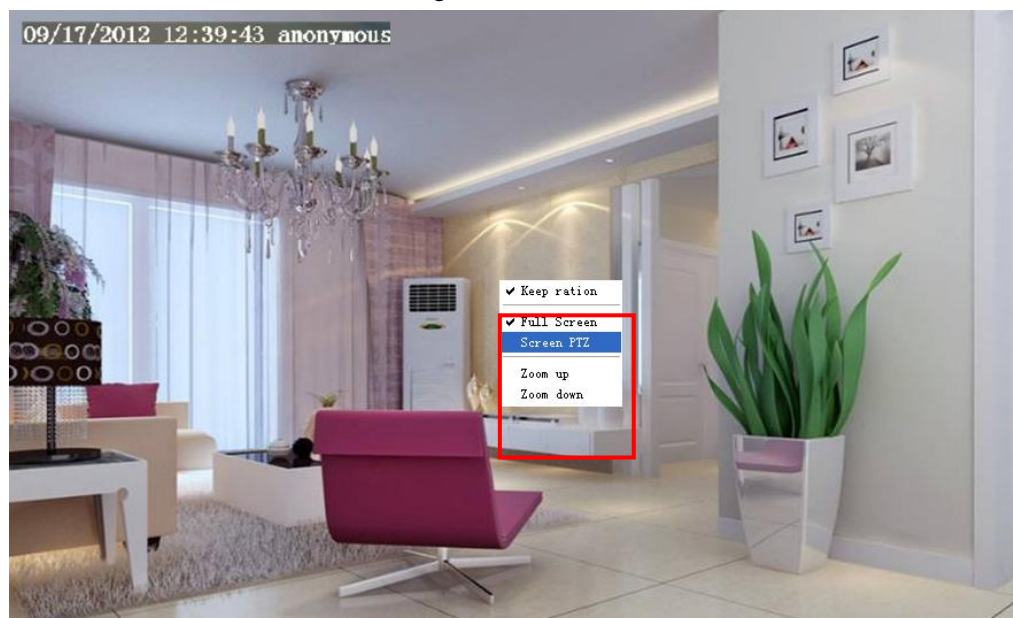 09/17/2012 12:39:43 anonymous
✔ Keep ration
✔ Full Screen
Screen PTZ
Zoom up
Zoom down